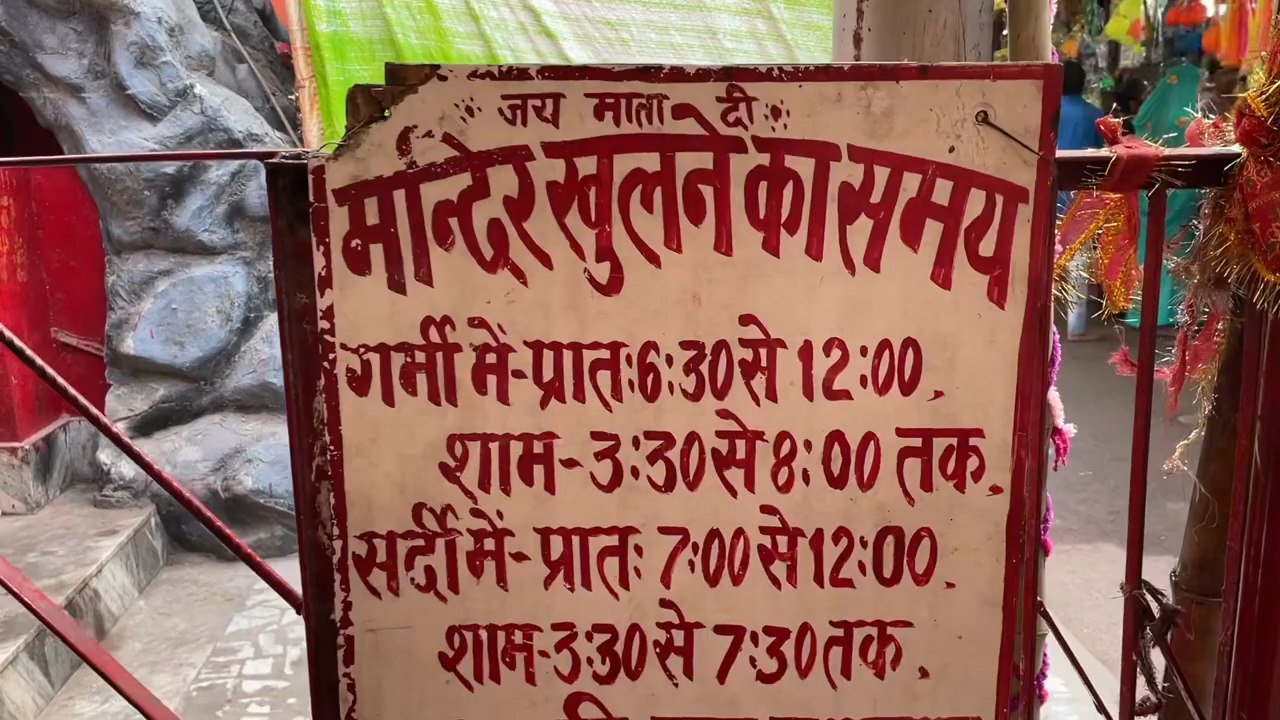 जय माता दी
मन्दिर खुलने का समय
गर्मी में-प्रातः 6:30 से 12:00,
शाम-3:30 से 8:00 तक,
सर्दी में-प्रातः 7:00 से 12:00,
शाम-3:30 से 7:30 तक,